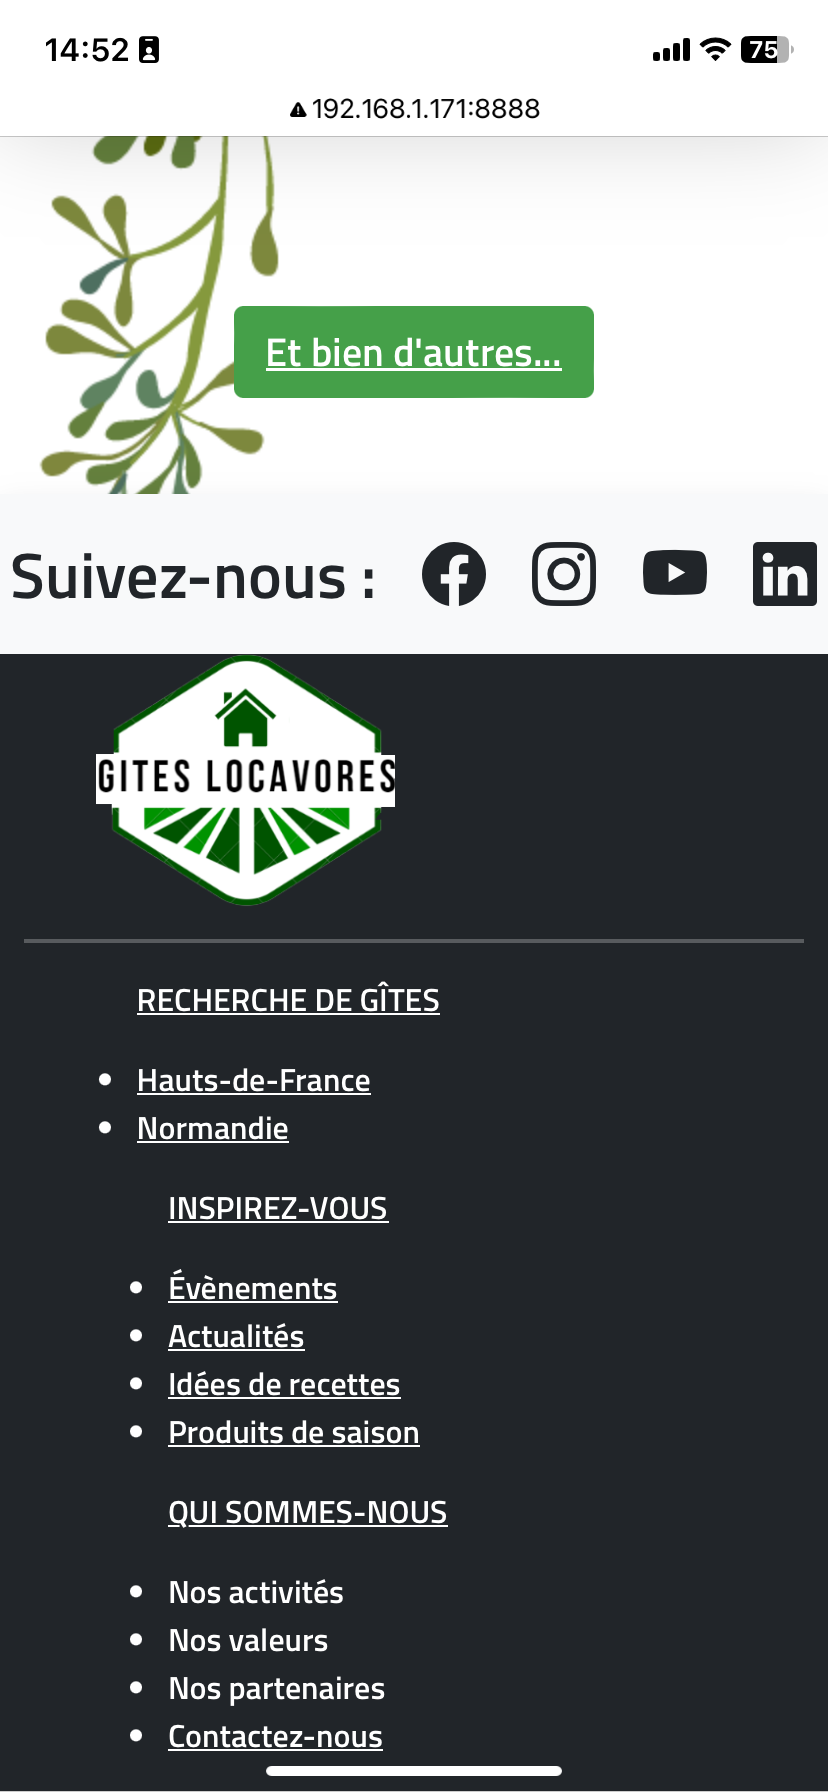 14:52
75
192.168.1.171:8888
Et bien d'autres...
Suivez-nous :
GITES LOCAVORES
RECHERCHE DE GÎTES
Hauts-de-France
Normandie
INSPIREZ-VOUS
Évènements
Actualités
Idées de recettes
Produits de saison
QUI SOMMES-NOUS
Nos activités
Nos valeurs
Nos partenaires
Contactez-nous